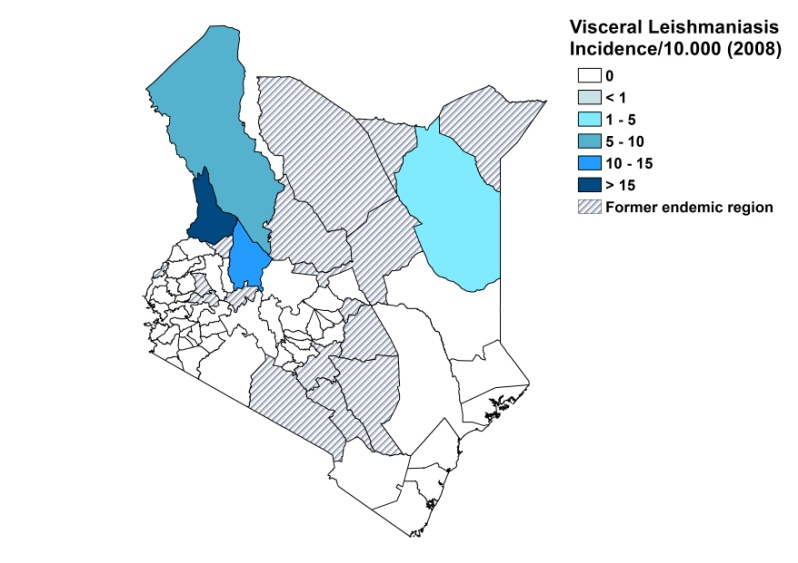 Visceral Leishmaniasis
Incidence/10.000 (2008)
0
< 1
1 - 5
5 - 10
10 - 15
> 15
Former endemic region